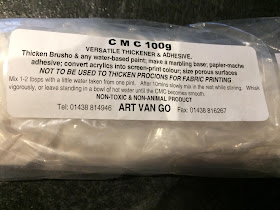 C M C 100g
VERSATILE THICKENER & ADHESIVE.
Thicken Brusho & any water-based paint; make a marbling base; papier-mache
adhesive; convert acrylics into screen-print colour; size porous surfaces
NOT TO BE USED TO THICKEN PROCIONS FOR FABRIC PRINTING
Mix 1-2 tsps with a little water taken from one pint. After 10mins slowly mix in the rest while stirring. Whisk
vigorously, or leave standing in a bowl of hot water until the CMC becomes smooth.
NON-TOXIC & NON-ANIMAL PRODUCT
Tel: 01438 814946 ART VAN GO Fax: 01438 816267